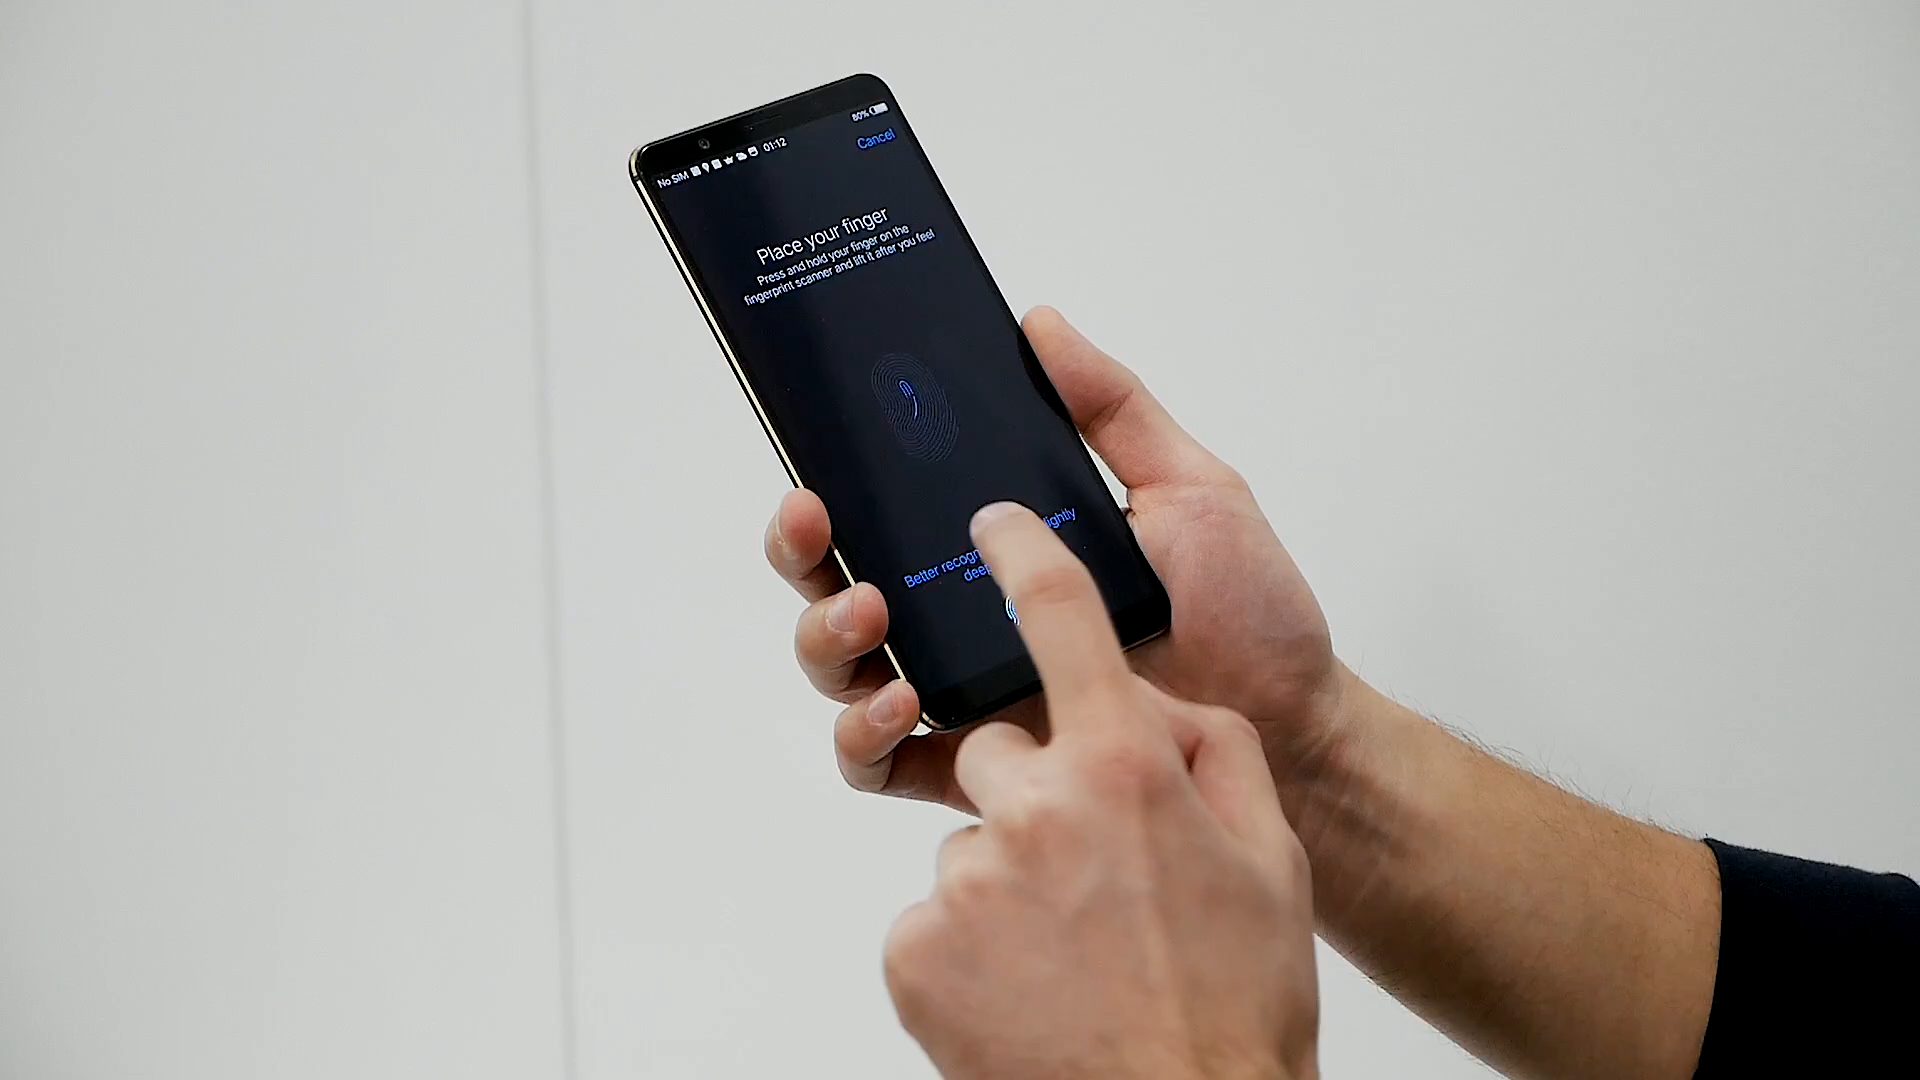 No SIM 01:12 80%
Cancel
Place your finger
Press and hold your finger on the
fingerprint scanner and lift it after you feel
lightly
Better recogn
deep